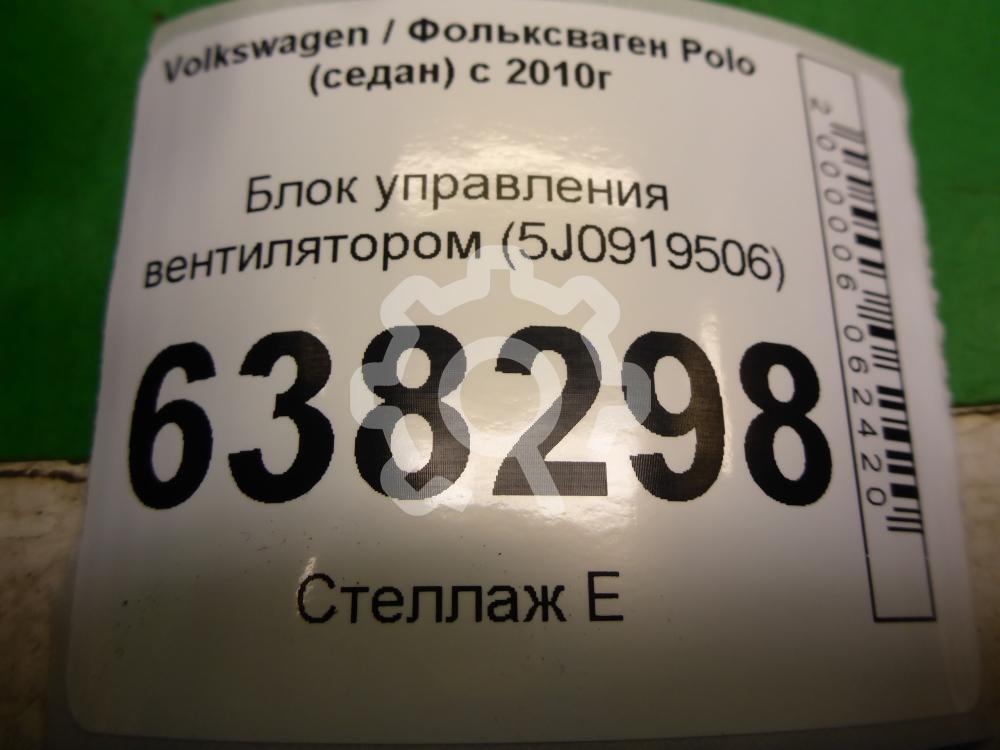 Volkswagen / Фольксваген Polo
(седан) с 2010г
Блок управления
вентилятором (5J0919506)
638298
Стеллаж Е
2000006062420